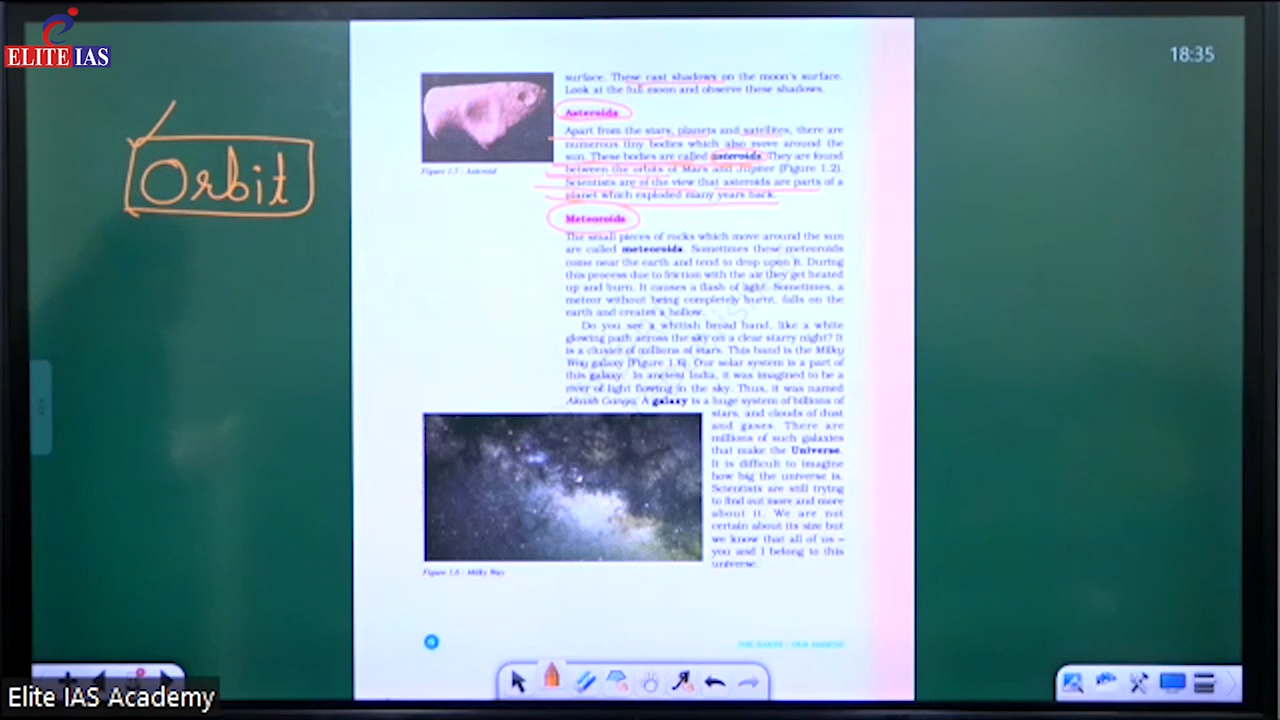 ELITE IAS
18:35
Orbit
surface. These cast shadows on the moon's surface.
Look at the full moon and observe these shadows.
Asteroids
Apart from the stars, planets and satellites, there are
numerous tiny bodies which also move around the
sun. These bodies are called asteroids. They are found
between the orbits of Mars and Jupiter (Figure 1.2).
Scientists are of the view that asteroids are parts of a
planet which exploded many years back.
Figure 1.5 : Asteroid
Meteoroids
The small pieces of rocks which move around the sun
are called meteoroids. Sometimes these meteoroids
come near the earth and tend to drop upon it. During
this process due to friction with the air they get heated
up and burn. It causes a flash of light. Sometimes, a
meteor without being completely burnt, falls on the
earth and creates a hollow.
Do you see a whitish broad band, like a white
glowing path across the sky on a clear starry night? It
is a cluster of millions of stars. This band is the Milky
Way galaxy (Figure 1.6). Our solar system is a part of
this galaxy. In ancient India, it was imagined to be a
river of light flowing in the sky. Thus, it was named
Akash Ganga. A galaxy is a huge system of billions of
stars, and clouds of dust
and gases. There are
millions of such galaxies
that make the Universe.
It is difficult to imagine
how big the universe is.
Scientists are still trying
to find out more and more
about it. We are not
certain about its size but
we know that all of us –
you and I belong to this
universe.
Figure 1.6 : Milky Way
THE EARTH : OUR HABITAT
Elite IAS Academy